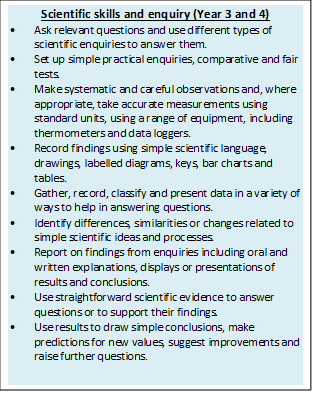 Scientific skills and enquiry (Year 3 and 4)
• Ask relevant questions and use different types of
scientific enquiries to answer them.
• Set up simple practical enquiries, comparative and fair
tests.
• Make systematic and careful observations and, where
appropriate, take accurate measurements using
standard units, using a range of equipment, including
thermometers and data loggers.
• Record findings using simple scientific language,
drawings, labelled diagrams, keys, bar charts and
tables.
• Gather, record, classify and present data in a variety of
ways to help in answering questions.
• Identify differences, similarities or changes related to
simple scientific ideas and processes.
• Report on findings from enquiries including oral and
written explanations, displays or presentations of
results and conclusions.
• Use straightforward scientific evidence to answer
questions or to support their findings.
• Use results to draw simple conclusions, make
predictions for new values, suggest improvements and
raise further questions.